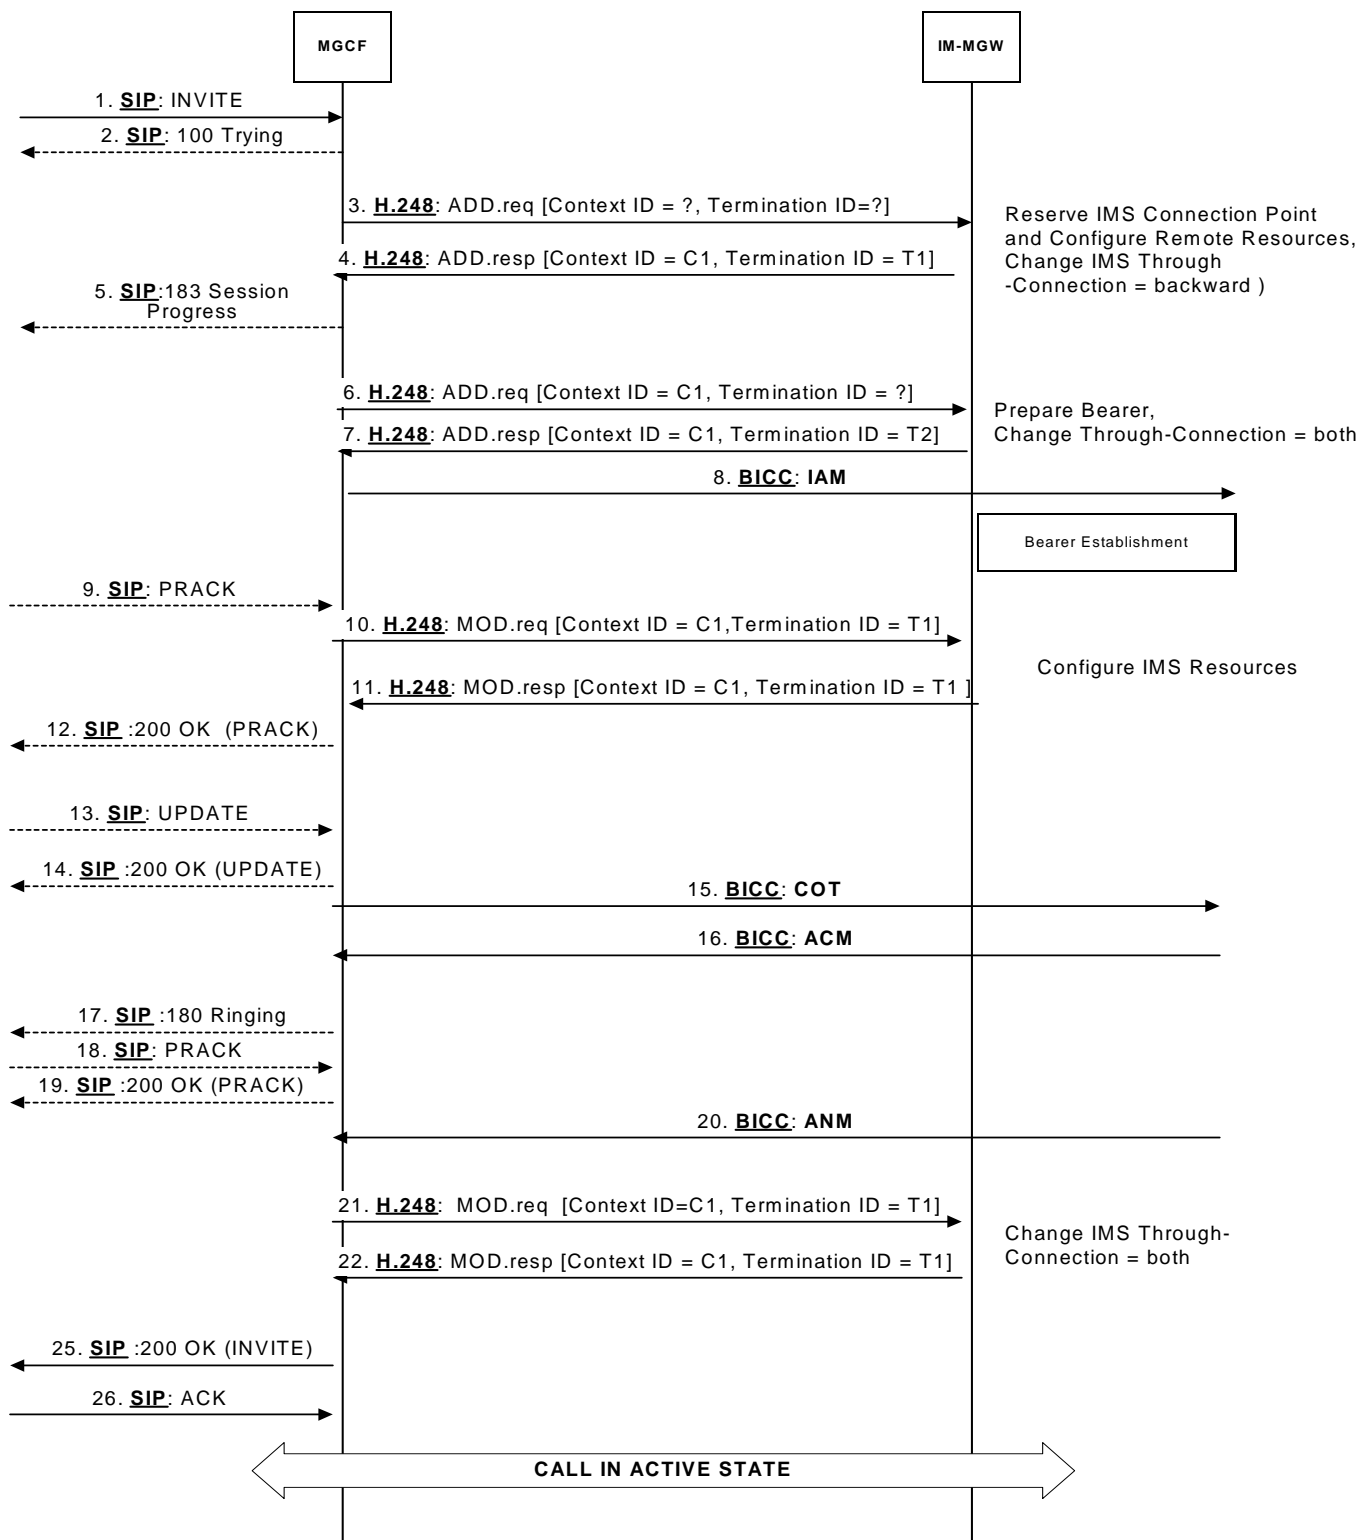 MGCF
IM-MGW
1. SIP: INVITE
2. SIP: 100 Trying
3. H.248: ADD.req [Context ID = ?, Termination ID=?]
Reserve IMS Connection Point
and Configure Remote Resources,
Change IMS Through
-Connection = backward )
4. H.248: ADD.resp [Context ID = C1, Termination ID = T1]
5. SIP:183 Session
Progress
6. H.248: ADD.req [Context ID = C1, Termination ID = ?]
Prepare Bearer,
Change Through-Connection = both
7. H.248: ADD.resp [Context ID = C1, Termination ID = T2]
8. BICC: IAM
Bearer Establishment
9. SIP: PRACK
10. H.248: MOD.req [Context ID = C1,Termination ID = T1]
Configure IMS Resources
11. H.248: MOD.resp [Context ID = C1, Termination ID = T1 ]
12. SIP :200 OK (PRACK)
13. SIP: UPDATE
14. SIP :200 OK (UPDATE)
15. BICC: COT
16. BICC: ACM
17. SIP :180 Ringing
18. SIP: PRACK
19. SIP :200 OK (PRACK)
20. BICC: ANM
21. H.248: MOD.req [Context ID=C1, Termination ID = T1]
Change IMS Through-
Connection = both
22. H.248: MOD.resp [Context ID = C1, Termination ID = T1]
25. SIP :200 OK (INVITE)
26. SIP: ACK
CALL IN ACTIVE STATE